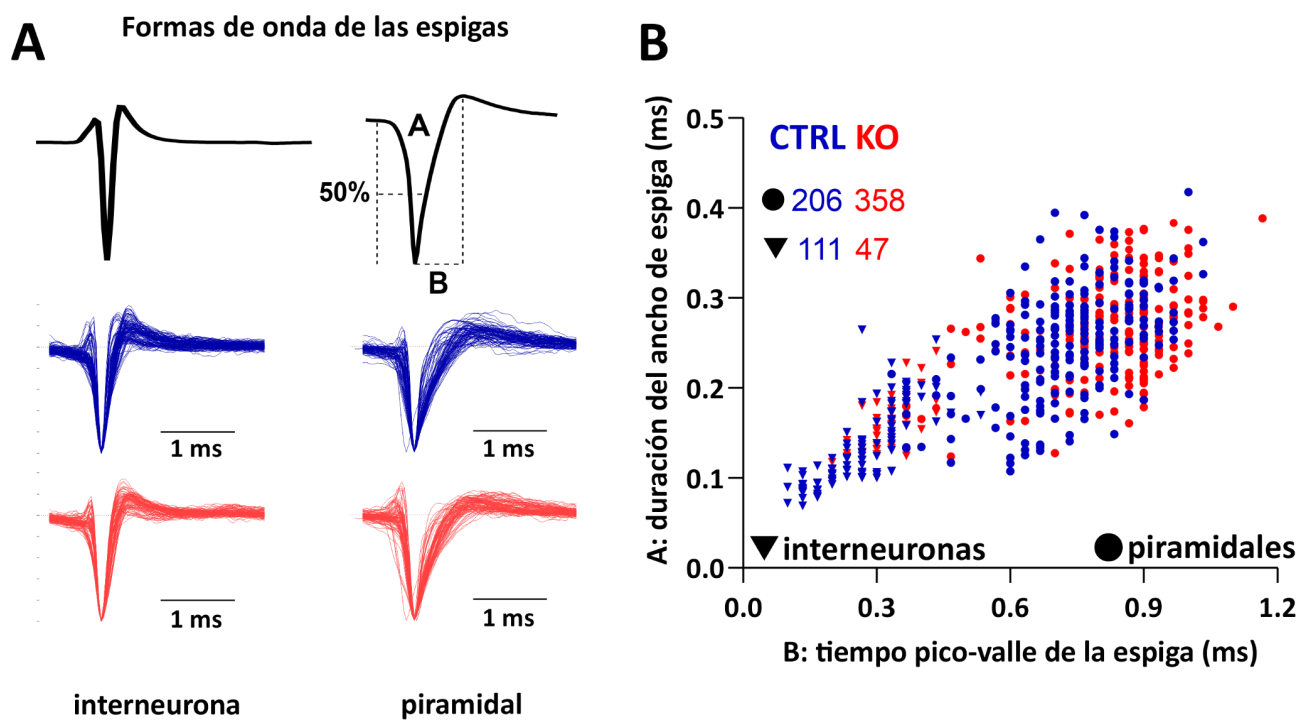 A
Formas de onda de las espigas
A
50%
B
1 ms
1 ms
1 ms
1 ms
interneurona
piramidal
B
A: duración del ancho de espiga (ms)
0.5
0.4
0.3
0.2
0.1
0.0
CTRL KO
206 358
111 47
interneuronas
piramidales
0.0 0.3 0.6 0.9 1.2
B: tiempo pico-valle de la espiga (ms)